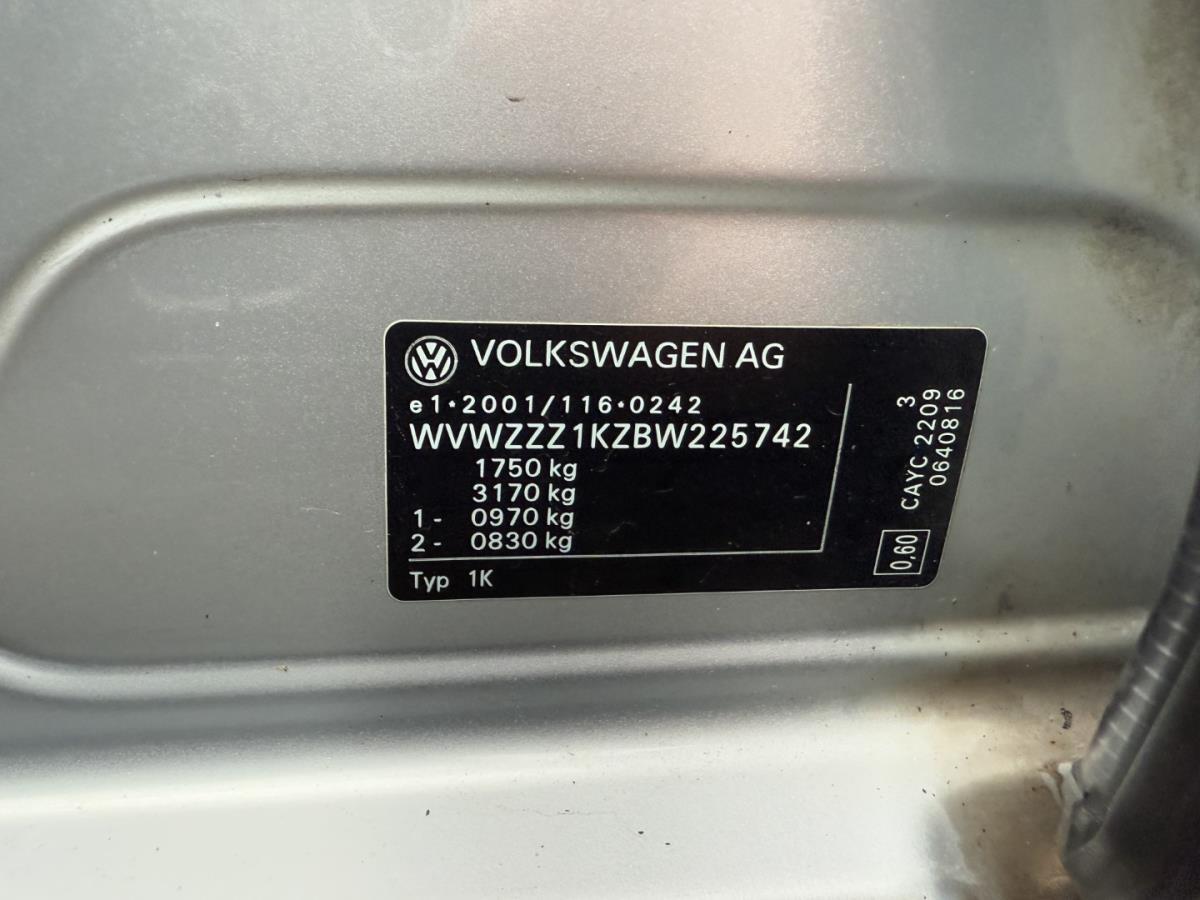 VOLKSWAGEN AG
e1*2001/116*0242
WVWZZZ1KZBW225742
1750 kg
3170 kg
1 - 0970 kg
2 - 0830 kg
Typ 1K
3
CAYC 2209
0640816
0,60